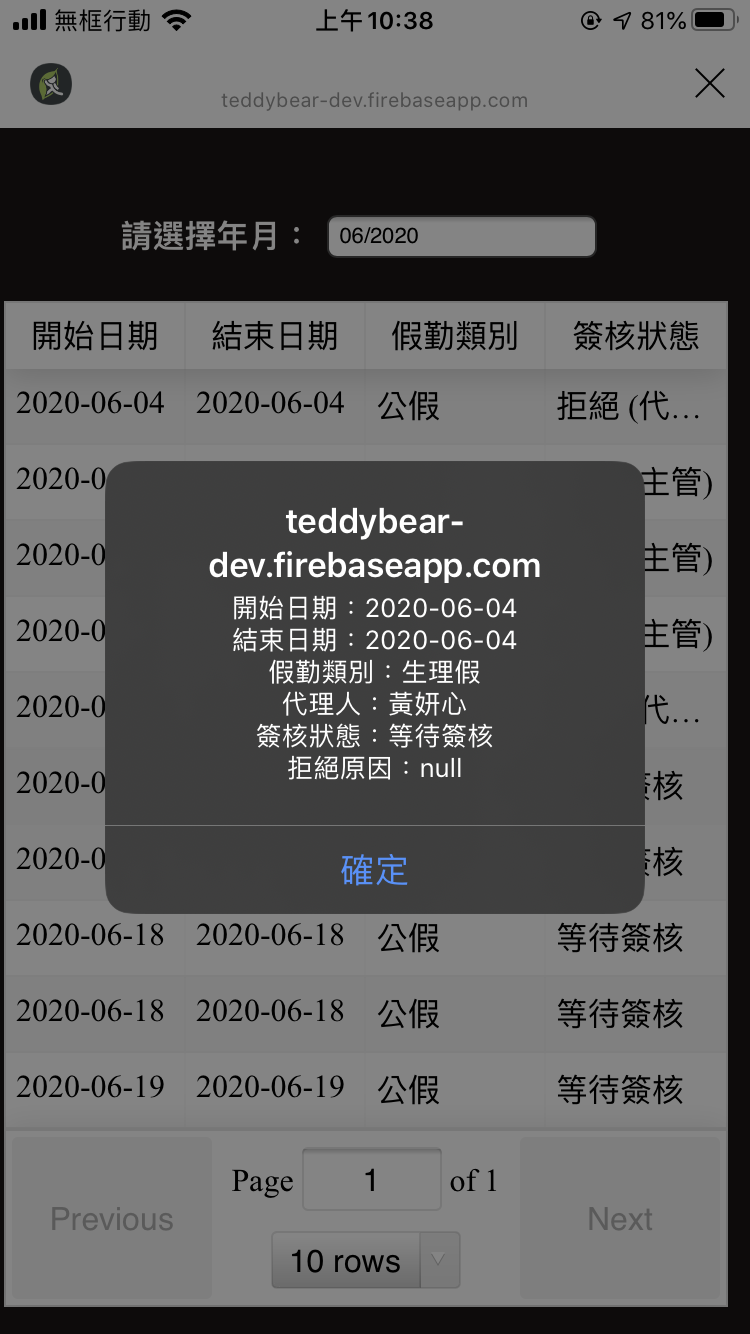 無框行動 上午10:38 81%
teddybear-dev.firebaseapp.com
請選擇年月： 06/2020
開始日期 結束日期 假勤類別 簽核狀態
2020-06-04 2020-06-04 公假 拒絕 (代…
2020-0 主管)
2020-0 主管)
2020-0 主管)
2020-0 代…
2020-0 核
2020-0 核
teddybear-
dev.firebaseapp.com
開始日期：2020-06-04
結束日期：2020-06-04
假勤類別：生理假
代理人：黃妍心
簽核狀態：等待簽核
拒絕原因：null
確定
2020-06-18 2020-06-18 公假 等待簽核
2020-06-18 2020-06-18 公假 等待簽核
2020-06-19 2020-06-19 公假 等待簽核
Previous Page 1 of 1 Next
10 rows